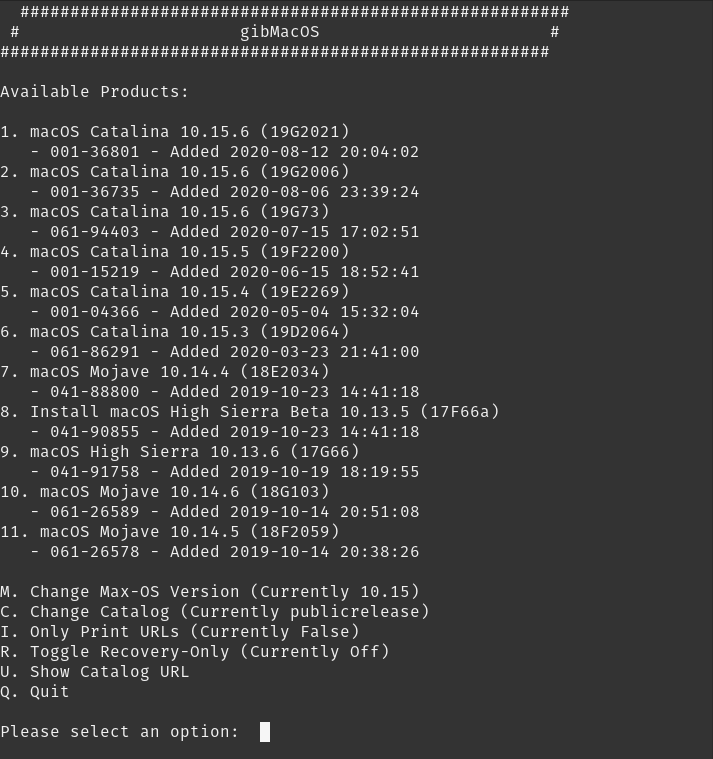 #######################################################
# gibMacOS #
#######################################################
Available Products:
1. macOS Catalina 10.15.6 (19G2021)
- 001-36801 - Added 2020-08-12 20:04:02
2. macOS Catalina 10.15.6 (19G2006)
- 001-36735 - Added 2020-08-06 23:39:24
3. macOS Catalina 10.15.6 (19G73)
- 061-94403 - Added 2020-07-15 17:02:51
4. macOS Catalina 10.15.5 (19F2200)
- 001-15219 - Added 2020-06-15 18:52:41
5. macOS Catalina 10.15.4 (19E2269)
- 001-04366 - Added 2020-05-04 15:32:04
6. macOS Catalina 10.15.3 (19D2064)
- 061-86291 - Added 2020-03-23 21:41:00
7. macOS Mojave 10.14.4 (18E2034)
- 041-88800 - Added 2019-10-23 14:41:18
8. Install macOS High Sierra Beta 10.13.5 (17F66a)
- 041-90855 - Added 2019-10-23 14:41:18
9. macOS High Sierra 10.13.6 (17G66)
- 041-91758 - Added 2019-10-19 18:19:55
10. macOS Mojave 10.14.6 (18G103)
- 061-26589 - Added 2019-10-14 20:51:08
11. macOS Mojave 10.14.5 (18F2059)
- 061-26578 - Added 2019-10-14 20:38:26
M. Change Max-OS Version (Currently 10.15)
C. Change Catalog (Currently publicrelease)
I. Only Print URLs (Currently False)
R. Toggle Recovery-Only (Currently Off)
U. Show Catalog URL
Q. Quit
Please select an option: